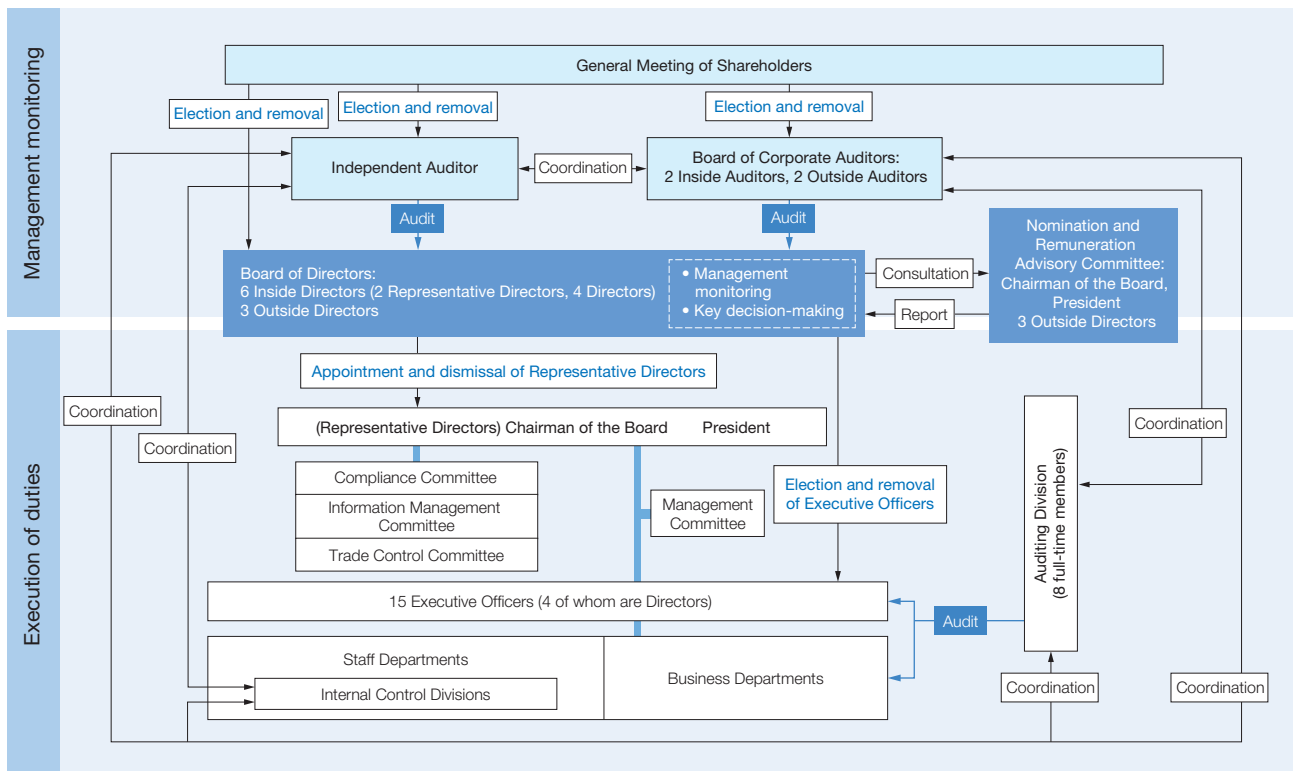 Management monitoring
General Meeting of Shareholders
Election and removal
Election and removal
Election and removal
Independent Auditor
Coordination
Board of Corporate Auditors:
2 Inside Auditors, 2 Outside Auditors
Audit
Audit
Board of Directors:
6 Inside Directors (2 Representative Directors, 4 Directors)
3 Outside Directors
• Management
monitoring
• Key decision-making
Consultation
Report
Nomination and
Remuneration
Advisory Committee:
Chairman of the Board,
President
3 Outside Directors
Execution of duties
Appointment and dismissal of Representative Directors
Coordination
Coordination
(Representative Directors) Chairman of the Board President
Compliance Committee
Information Management
Committee
Trade Control Committee
Management
Committee
Election and removal
of Executive Officers
Auditing Division
(8 full-time members)
Coordination
15 Executive Officers (4 of whom are Directors)
Audit
Staff Departments
Internal Control Divisions
Business Departments
Coordination
Coordination